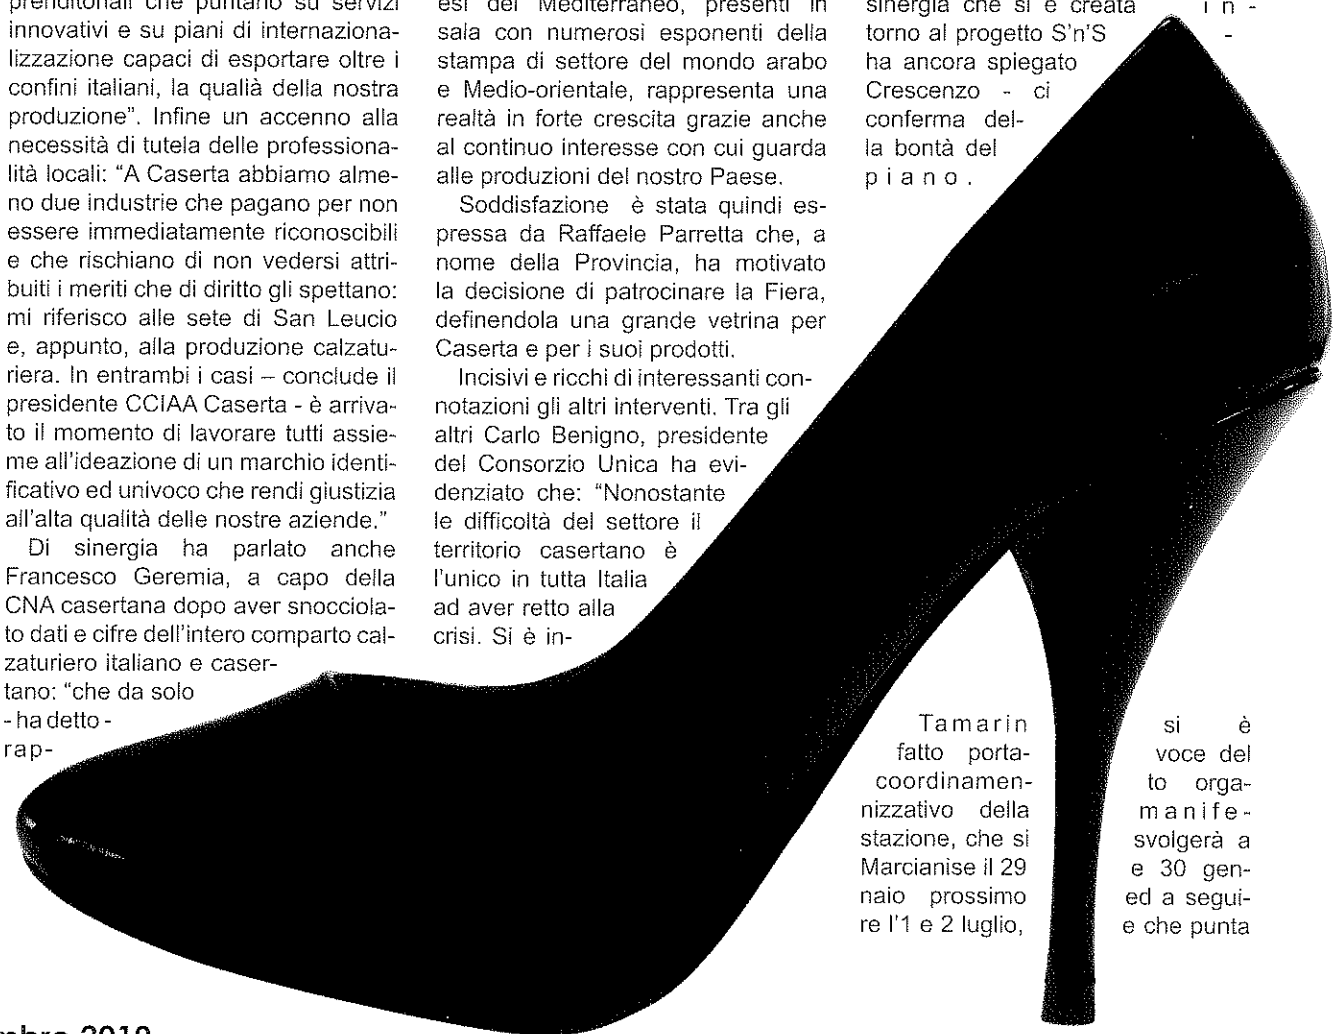 prenditoriali che puntano su servizi
innovativi e su piani di internaziona-
lizzazione capaci di esportare oltre i
confini italiani, la qualià della nostra
produzione”. Infine un accenno alla
necessità di tutela delle professiona-
lità locali: “A Caserta abbiamo alme-
no due industrie che pagano per non
essere immediatamente riconoscibili
e che rischiano di non vedersi attri-
buiti i meriti che di diritto gli spettano:
mi riferisco alle sete di San Leucio
e, appunto, alla produzione calzatu-
riera. In entrambi i casi – conclude il
presidente CCIAA Caserta - è arriva-
to il momento di lavorare tutti assie-
me all'ideazione di un marchio identi-
ficativo ed univoco che rendi giustizia
all'alta qualità delle nostre aziende.”
Di sinergia ha parlato anche
Francesco Geremia, a capo della
CNA casertana dopo aver snocciola-
to dati e cifre dell'intero comparto cal-
zaturiero italiano e caser-
tano: “che da solo
- ha detto -
rap-
esi del Mediterraneo, presenti in
sala con numerosi esponenti della
stampa di settore del mondo arabo
e Medio-orientale, rappresenta una
realtà in forte crescita grazie anche
al continuo interesse con cui guarda
alle produzioni del nostro Paese.
Soddisfazione è stata quindi es-
pressa da Raffaele Parretta che, a
nome della Provincia, ha motivato
la decisione di patrocinare la Fiera,
definendola una grande vetrina per
Caserta e per i suoi prodotti.
Incisivi e ricchi di interessanti con-
notazioni gli altri interventi. Tra gli
altri Carlo Benigno, presidente
del Consorzio Unica ha evi-
denziato che: “Nonostante
le difficoltà del settore il
territorio casertano è
l'unico in tutta Italia
ad aver retto alla
crisi. Si è in-
sinergia che si è creata in-
torno al progetto S'n'S -
ha ancora spiegato
Crescenzo - ci
conferma del-
la bontà del
piano.
Tamarin si è
fatto porta- voce del
coordinamen- to orga-
nizzativo della manife-
stazione, che si svolgerà a
Marcianise il 29 e 30 gen-
naio prossimo ed a segui-
re l'1 e 2 luglio, e che punta
mbre 2010